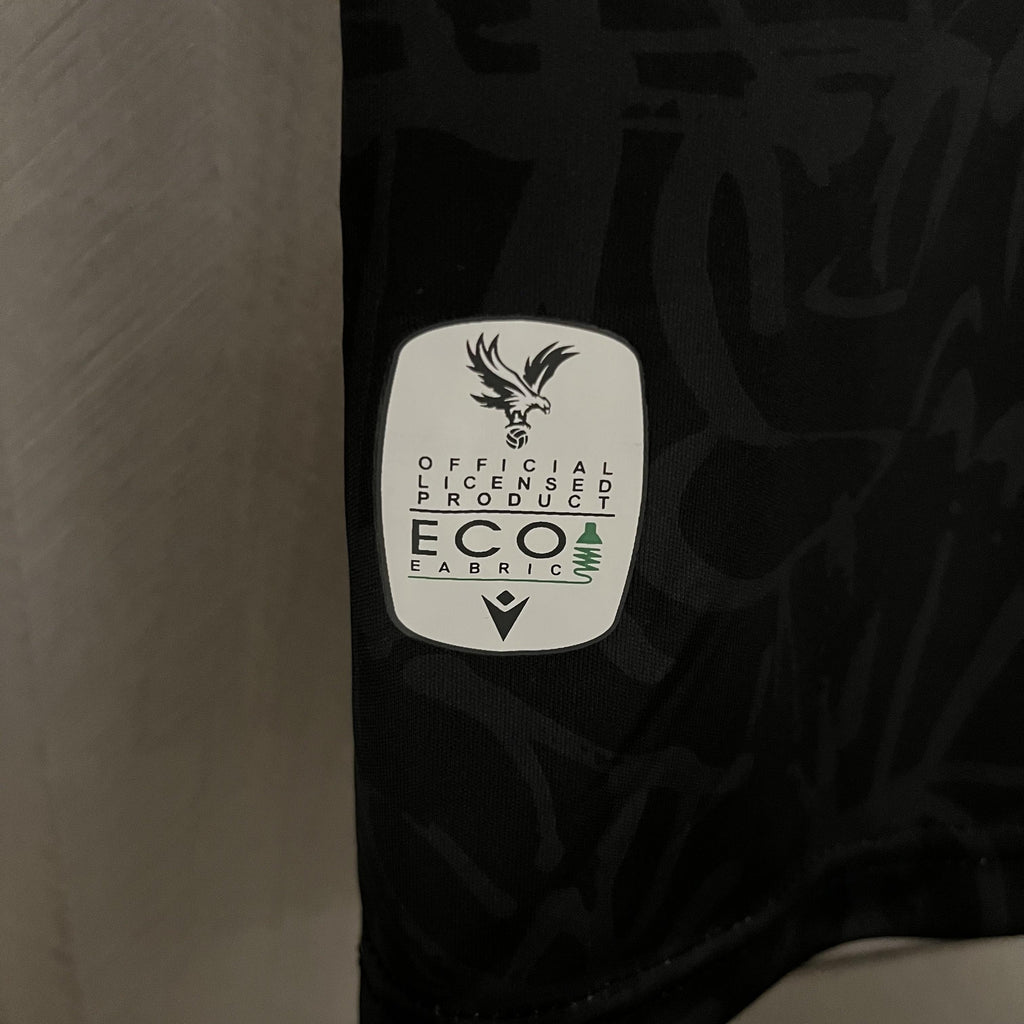 OFFICIAL
LICENSED
PRODUCT
ECO
EABRIC